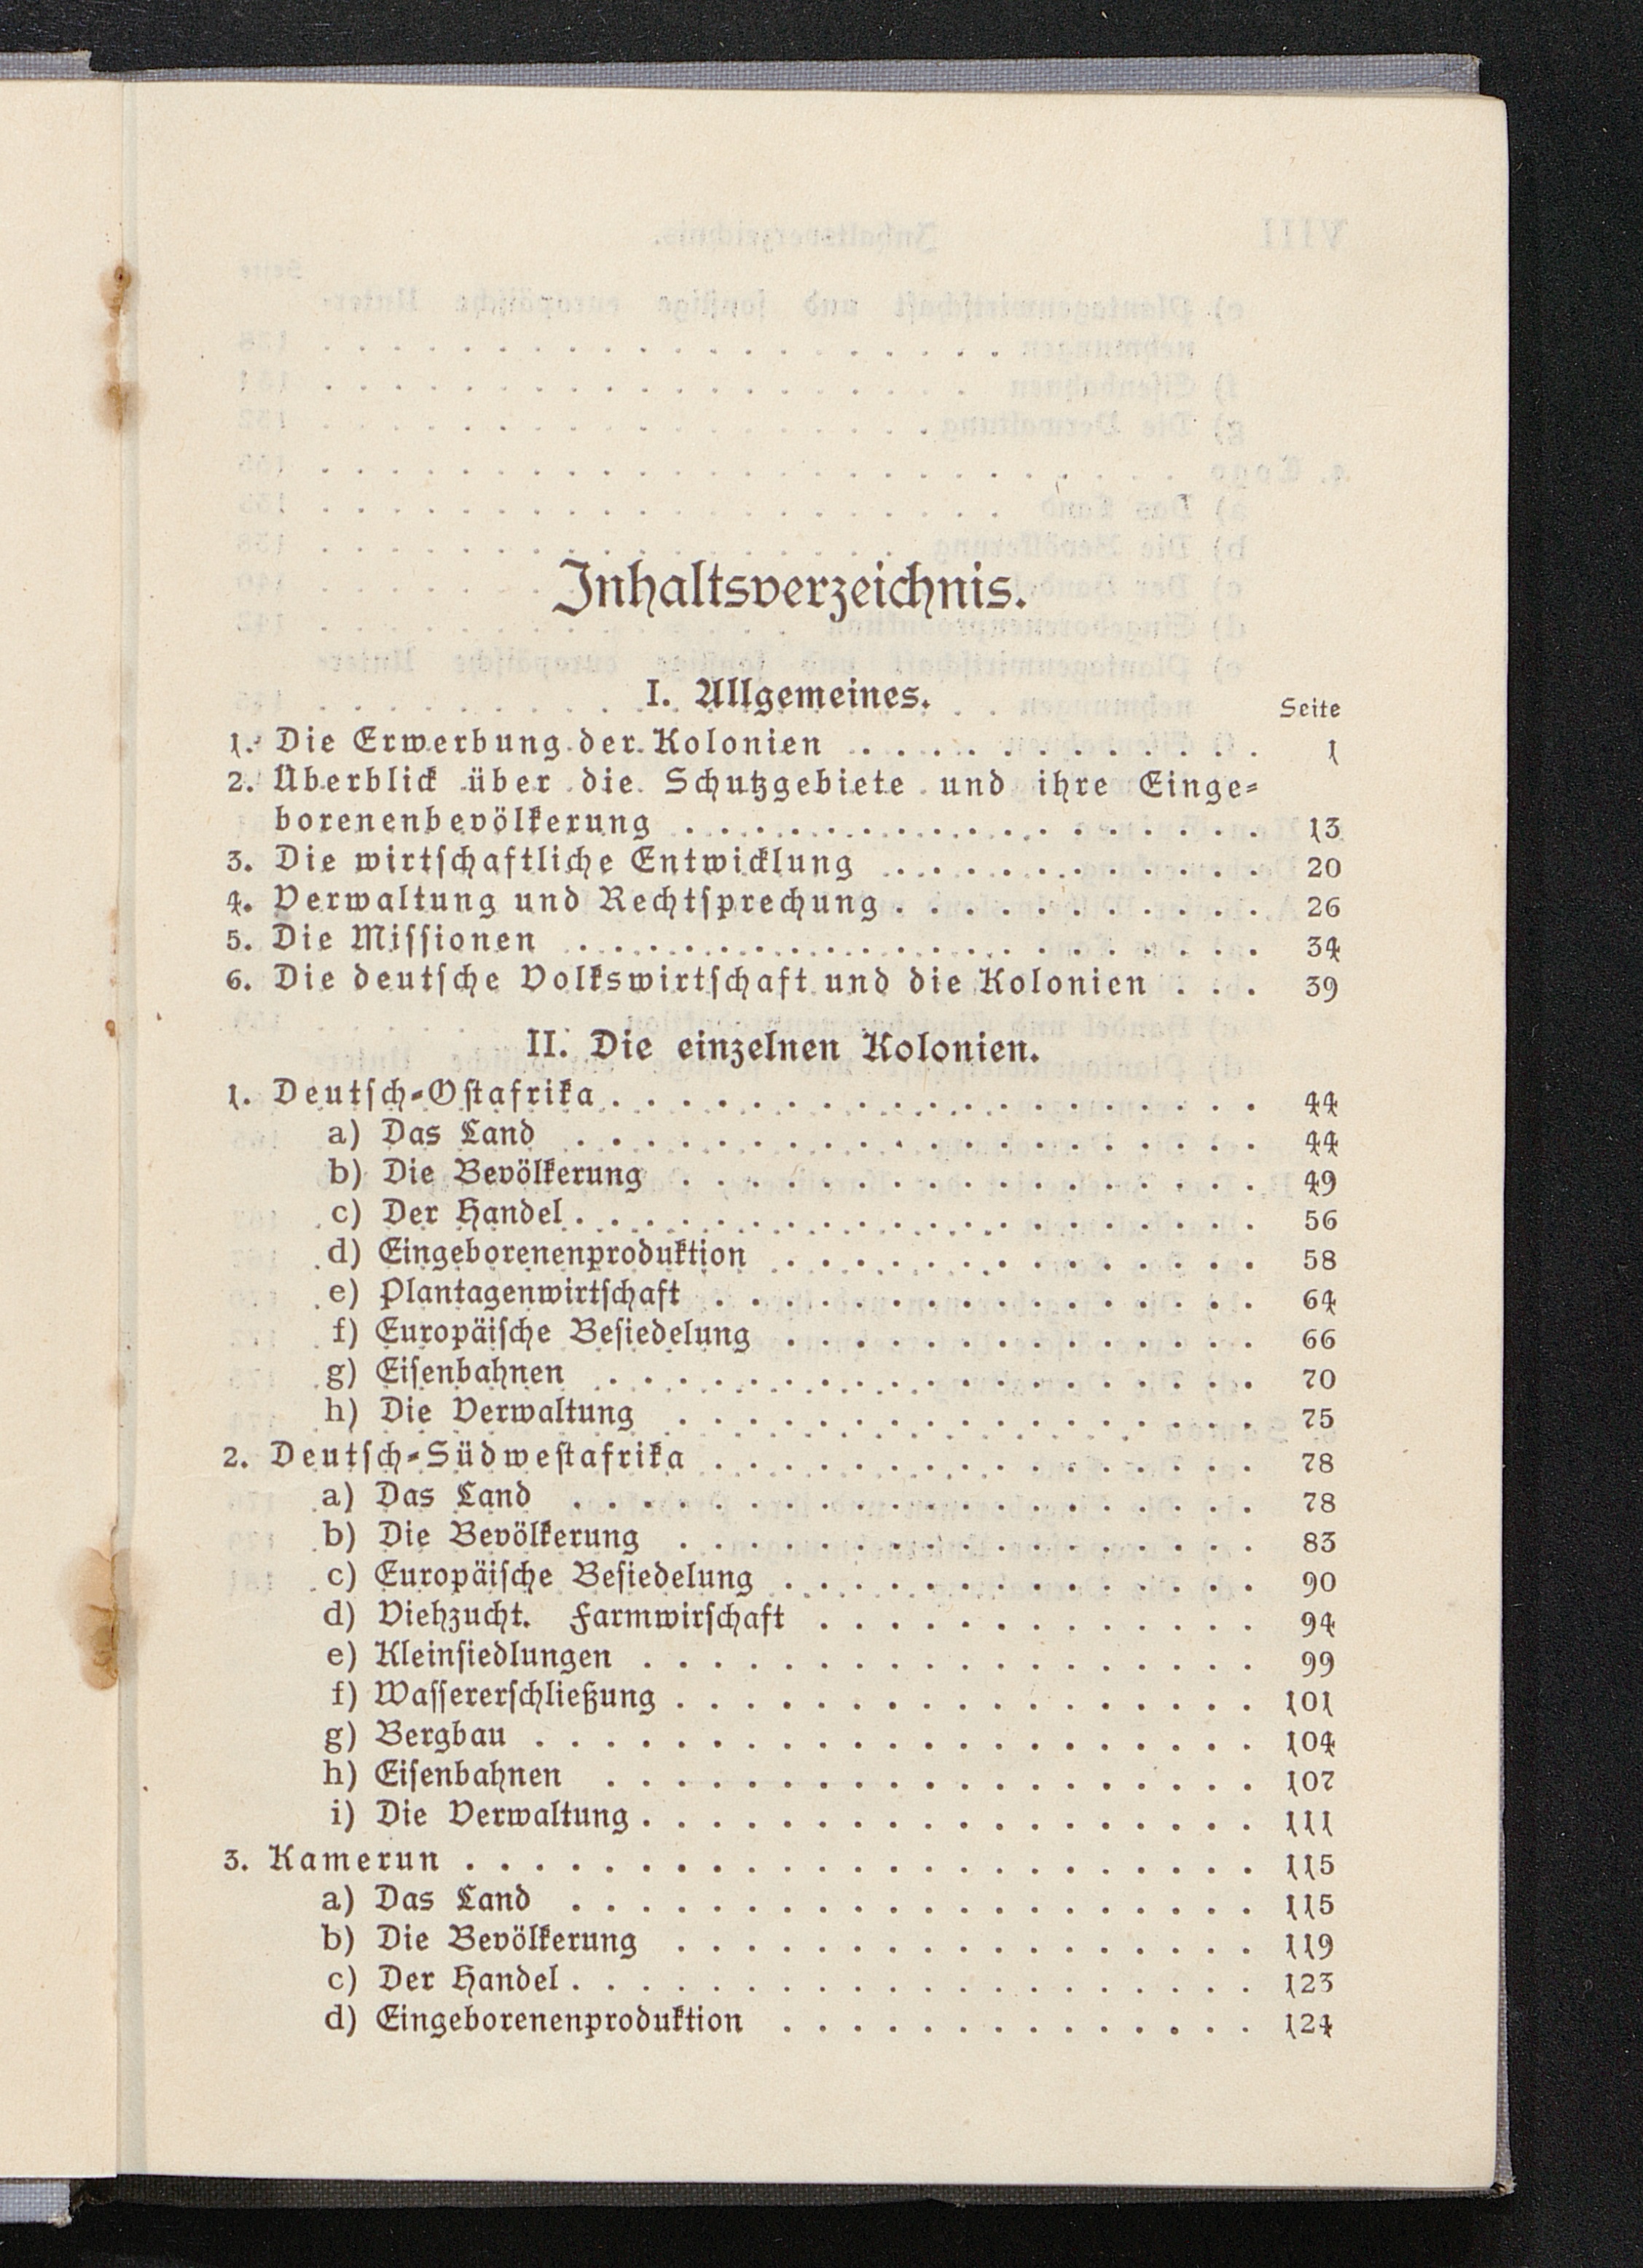 Inhaltsverzeichnis.
I. Allgemeines.
Seite
1. Die Erwerbung der Kolonien . . . . . . . . . . . . 1
2. Überblick über die Schutzgebiete und ihre Einge-
borenenbevölkerung . . . . . . . . . . . . . . . . . 13
3. Die wirtſchaftliche Entwicklung . . . . . . . . . . . 20
4. Verwaltung und Rechtſprechung . . . . . . . . . . . 26
5. Die Miſſionen . . . . . . . . . . . . . . . . . . . . 34
6. Die deutſche Volkswirtſchaft und die Kolonien . . . 39
II. Die einzelnen Kolonien.
1. Deutſch-Oſtafrika . . . . . . . . . . . . . . . . . . . 44
a) Das Land . . . . . . . . . . . . . . . . . . . . 44
b) Die Bevölkerung . . . . . . . . . . . . . . . . . 49
c) Der Handel . . . . . . . . . . . . . . . . . . . . 56
d) Eingeborenenproduktion . . . . . . . . . . . . . . 58
e) Plantagenwirtſchaft . . . . . . . . . . . . . . . . 64
f) Europäiſche Beſiedelung . . . . . . . . . . . . . . 66
g) Eiſenbahnen . . . . . . . . . . . . . . . . . . . 70
h) Die Verwaltung . . . . . . . . . . . . . . . . . 75
2. Deutſch-Südweſtafrika . . . . . . . . . . . . . . . . 78
a) Das Land . . . . . . . . . . . . . . . . . . . . 78
b) Die Bevölkerung . . . . . . . . . . . . . . . . . 83
c) Europäiſche Beſiedelung . . . . . . . . . . . . . . 90
d) Viehzucht. Farmwirſchaft . . . . . . . . . . . . . 94
e) Kleinſiedlungen . . . . . . . . . . . . . . . . . . 99
f) Waſſererſchließung . . . . . . . . . . . . . . . . . 101
g) Bergbau . . . . . . . . . . . . . . . . . . . . . 104
h) Eiſenbahnen . . . . . . . . . . . . . . . . . . . 107
i) Die Verwaltung . . . . . . . . . . . . . . . . . . 111
3. Kamerun . . . . . . . . . . . . . . . . . . . . . . . 115
a) Das Land . . . . . . . . . . . . . . . . . . . . 115
b) Die Bevölkerung . . . . . . . . . . . . . . . . . 119
c) Der Handel . . . . . . . . . . . . . . . . . . . . 123
d) Eingeborenenproduktion . . . . . . . . . . . . . . 124